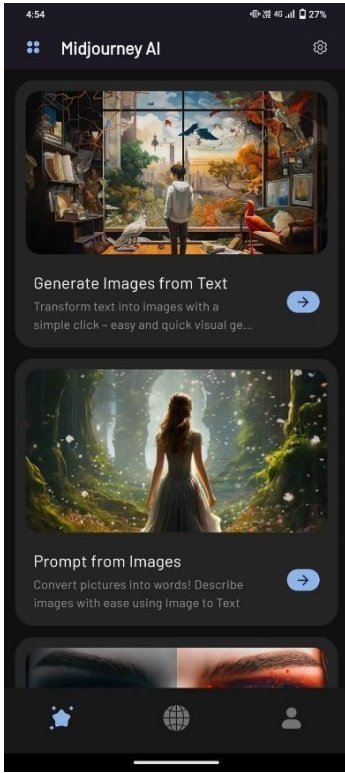 4:54
4G 27%
Midjourney AI
Generate Images from Text
Transform text into images with a
simple click – easy and quick visual ge...
Prompt from Images
Convert pictures into words! Describe
images with ease using Image to Text